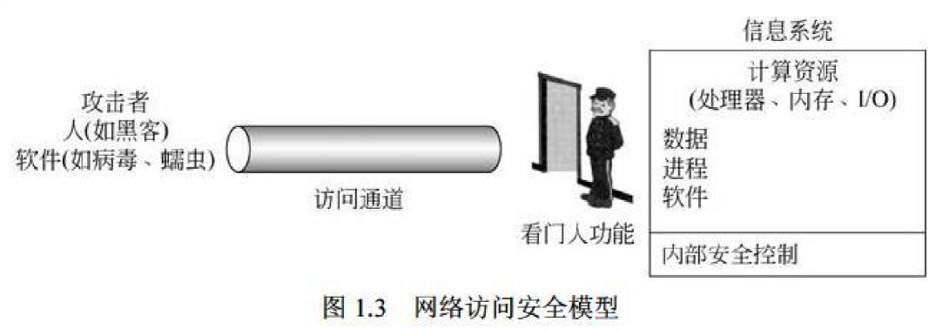 信息系统
攻击者
人(如黑客)
软件(如病毒、蠕虫)
访问通道
看门人功能
计算资源
(处理器、内存、I/O)
数据
进程
软件
内部安全控制
图 1.3 网络访问安全模型